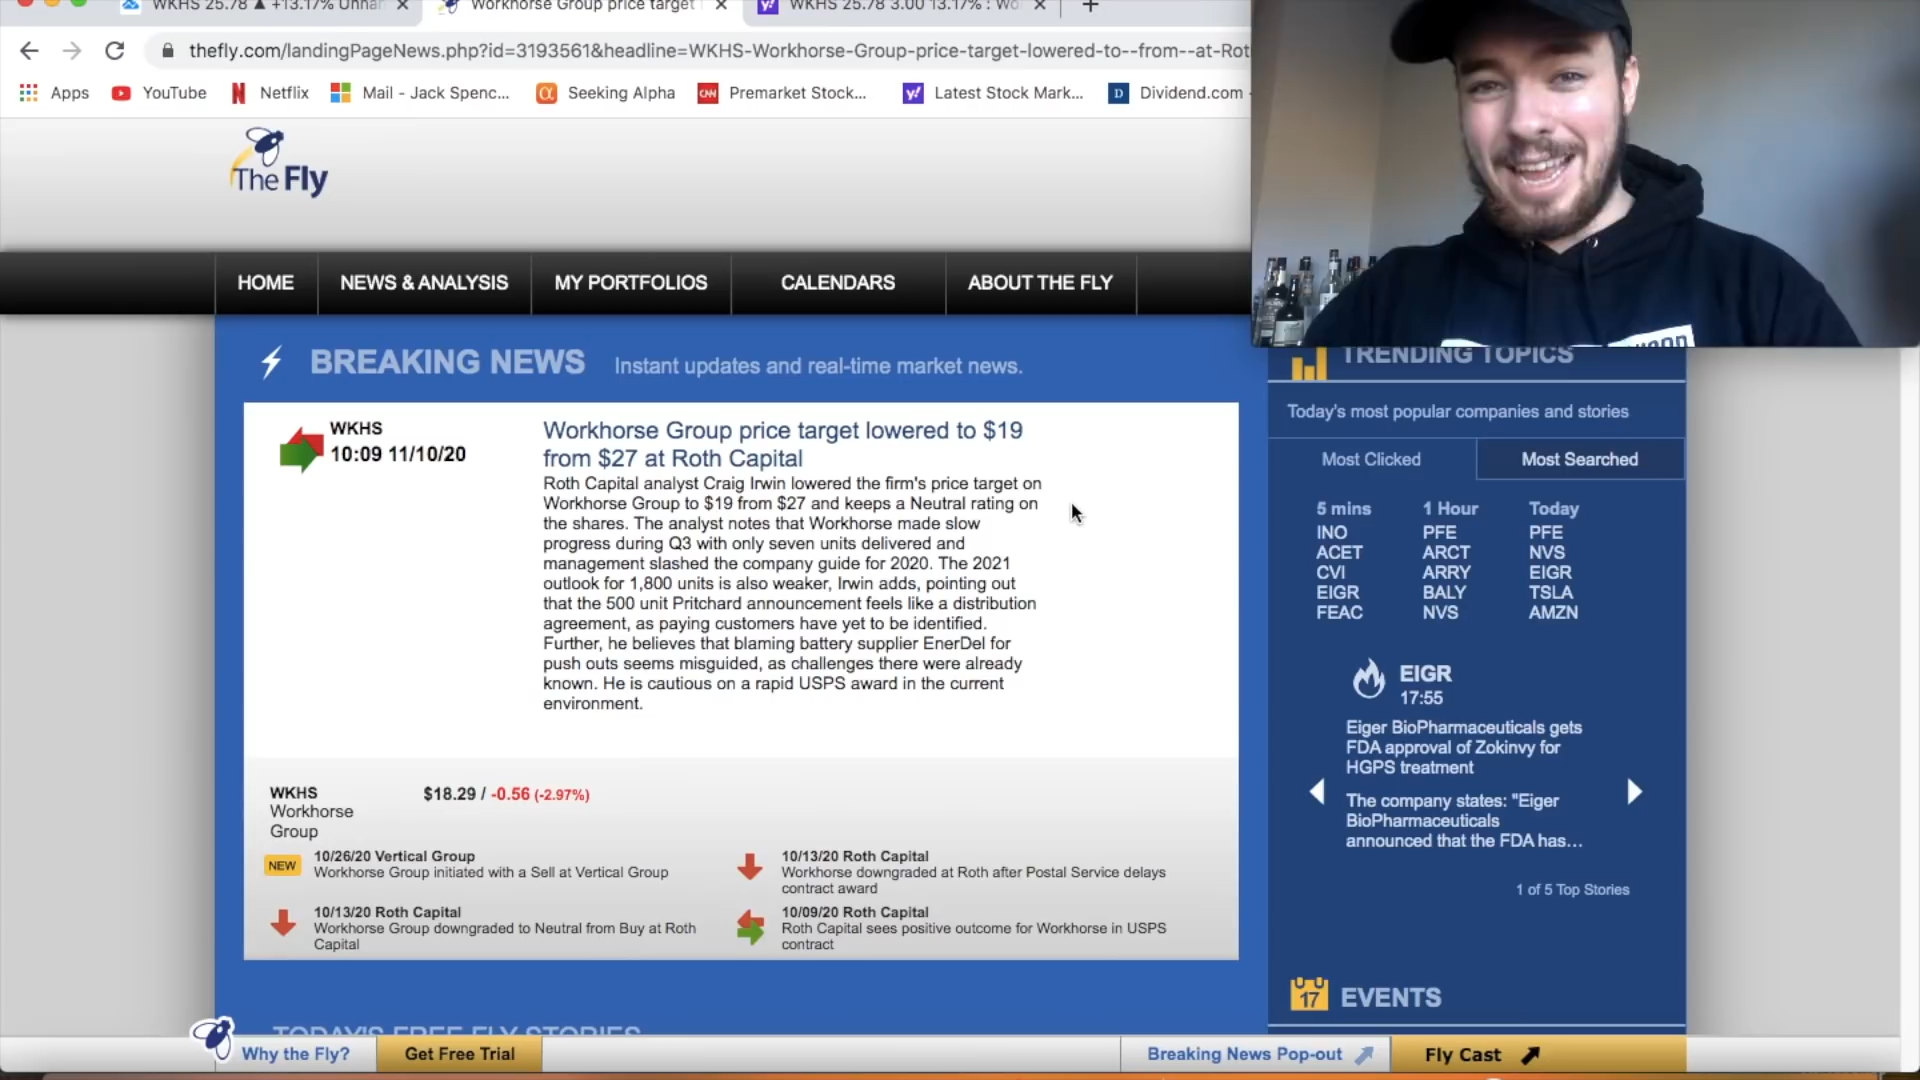 WKHS 25.78 ▲ +13.17% Unnar
Workhorse Group price target
WKHS 25.78 3.00 13.17% : Wo
thefly.com/landingPageNews.php?id=3193561&headline=WKHS-Workhorse-Group-price-target-lowered-to--from--at-Rot
Apps
YouTube
Netflix
Mail - Jack Spenc...
Seeking Alpha
Premarket Stock...
Latest Stock Mark...
Dividend.com
The Fly
HOME
NEWS & ANALYSIS
MY PORTFOLIOS
CALENDARS
ABOUT THE FLY
BREAKING NEWS
Instant updates and real-time market news.
WKHS
10:09 11/10/20
Workhorse Group price target lowered to $19
from $27 at Roth Capital
Roth Capital analyst Craig Irwin lowered the firm's price target on
Workhorse Group to $19 from $27 and keeps a Neutral rating on
the shares. The analyst notes that Workhorse made slow
progress during Q3 with only seven units delivered and
management slashed the company guide for 2020. The 2021
outlook for 1,800 units is also weaker, Irwin adds, pointing out
that the 500 unit Pritchard announcement feels like a distribution
agreement, as paying customers have yet to be identified.
Further, he believes that blaming battery supplier EnerDel for
push outs seems misguided, as challenges there were already
known. He is cautious on a rapid USPS award in the current
environment.
WKHS
Workhorse
Group
$18.29 / -0.56 (-2.97%)
NEW
10/26/20 Vertical Group
Workhorse Group initiated with a Sell at Vertical Group
10/13/20 Roth Capital
Workhorse downgraded at Roth after Postal Service delays
contract award
10/13/20 Roth Capital
Workhorse Group downgraded to Neutral from Buy at Roth
Capital
10/09/20 Roth Capital
Roth Capital sees positive outcome for Workhorse in USPS
contract
TRENDING TOPICS
Today's most popular companies and stories
Most Clicked
Most Searched
5 mins 1 Hour Today
INO PFE PFE
ACET ARCT NVS
CVI ARRY EIGR
EIGR BALY TSLA
FEAC NVS AMZN
EIGR
17:55
Eiger BioPharmaceuticals gets
FDA approval of Zokinvy for
HGPS treatment
The company states: "Eiger
BioPharmaceuticals
announced that the FDA has...
1 of 5 Top Stories
17
EVENTS
TODAY'S FREE FLY STORIES
Why the Fly?
Get Free Trial
Breaking News Pop-out
Fly Cast